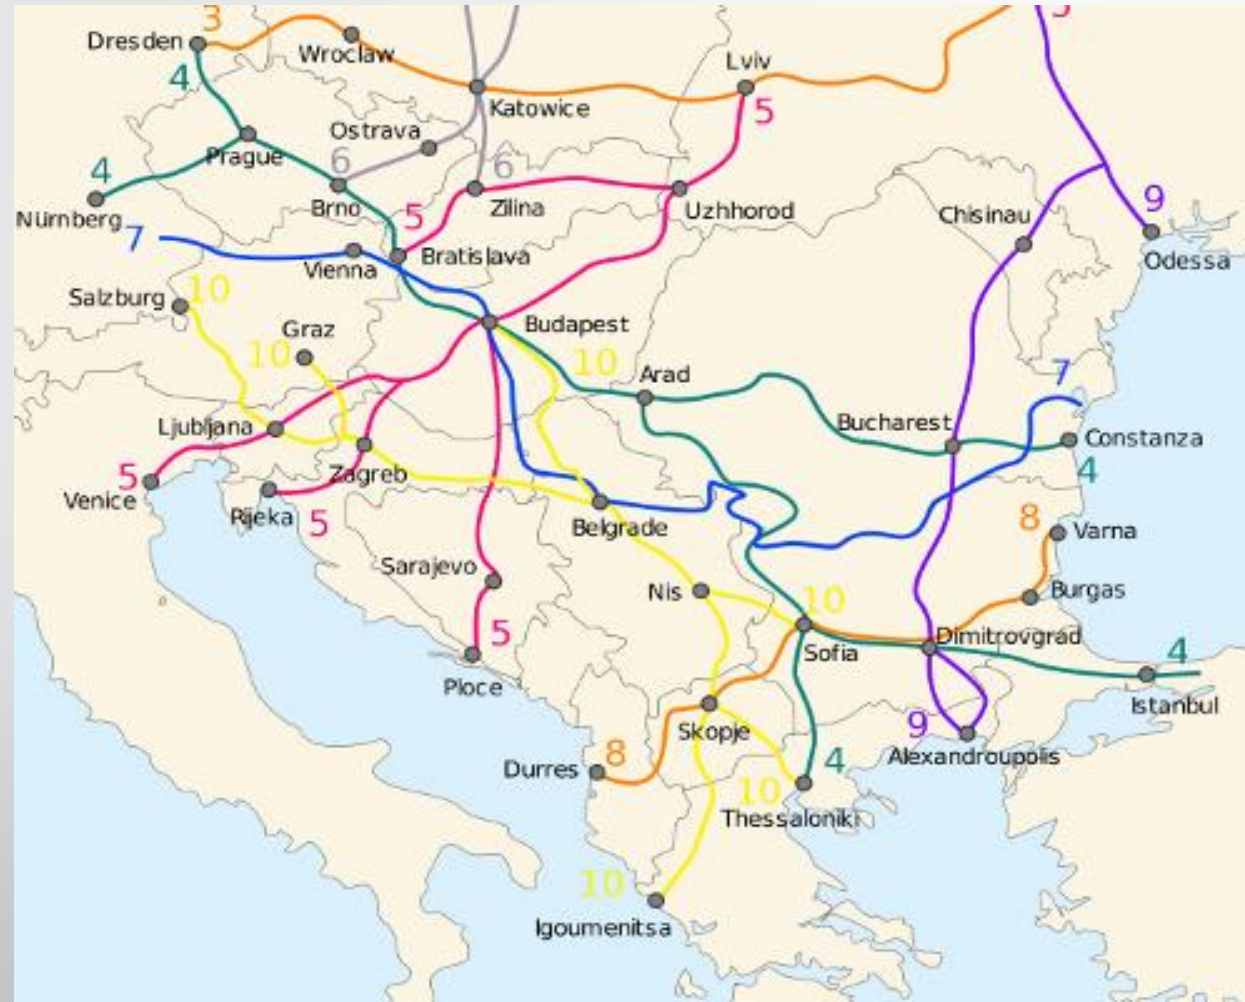 3
5
Dresden
Wroclaw
Lviv
4
Katowice
5
Ostrava
Prague
6
6
4
Brno
Zilina
Uzhhorod
9
Nürnberg
5
Chisinau
7
Vienna
Bratislava
Odessa
Salzburg
10
Graz
Budapest
10
10
Arad
7
Ljubljana
Bucharest
Constanza
5
Zagreb
4
Venice
Rijeka
5
Belgrade
8
Varna
Sarajevo
Nis
10
Burgas
5
Sofia
Dimitrovgrad
4
Ploce
Istanbul
Skopje
9
Durres
8
4
Alexandroupolis
10
Thessaloniki
10
Igoumenitsa